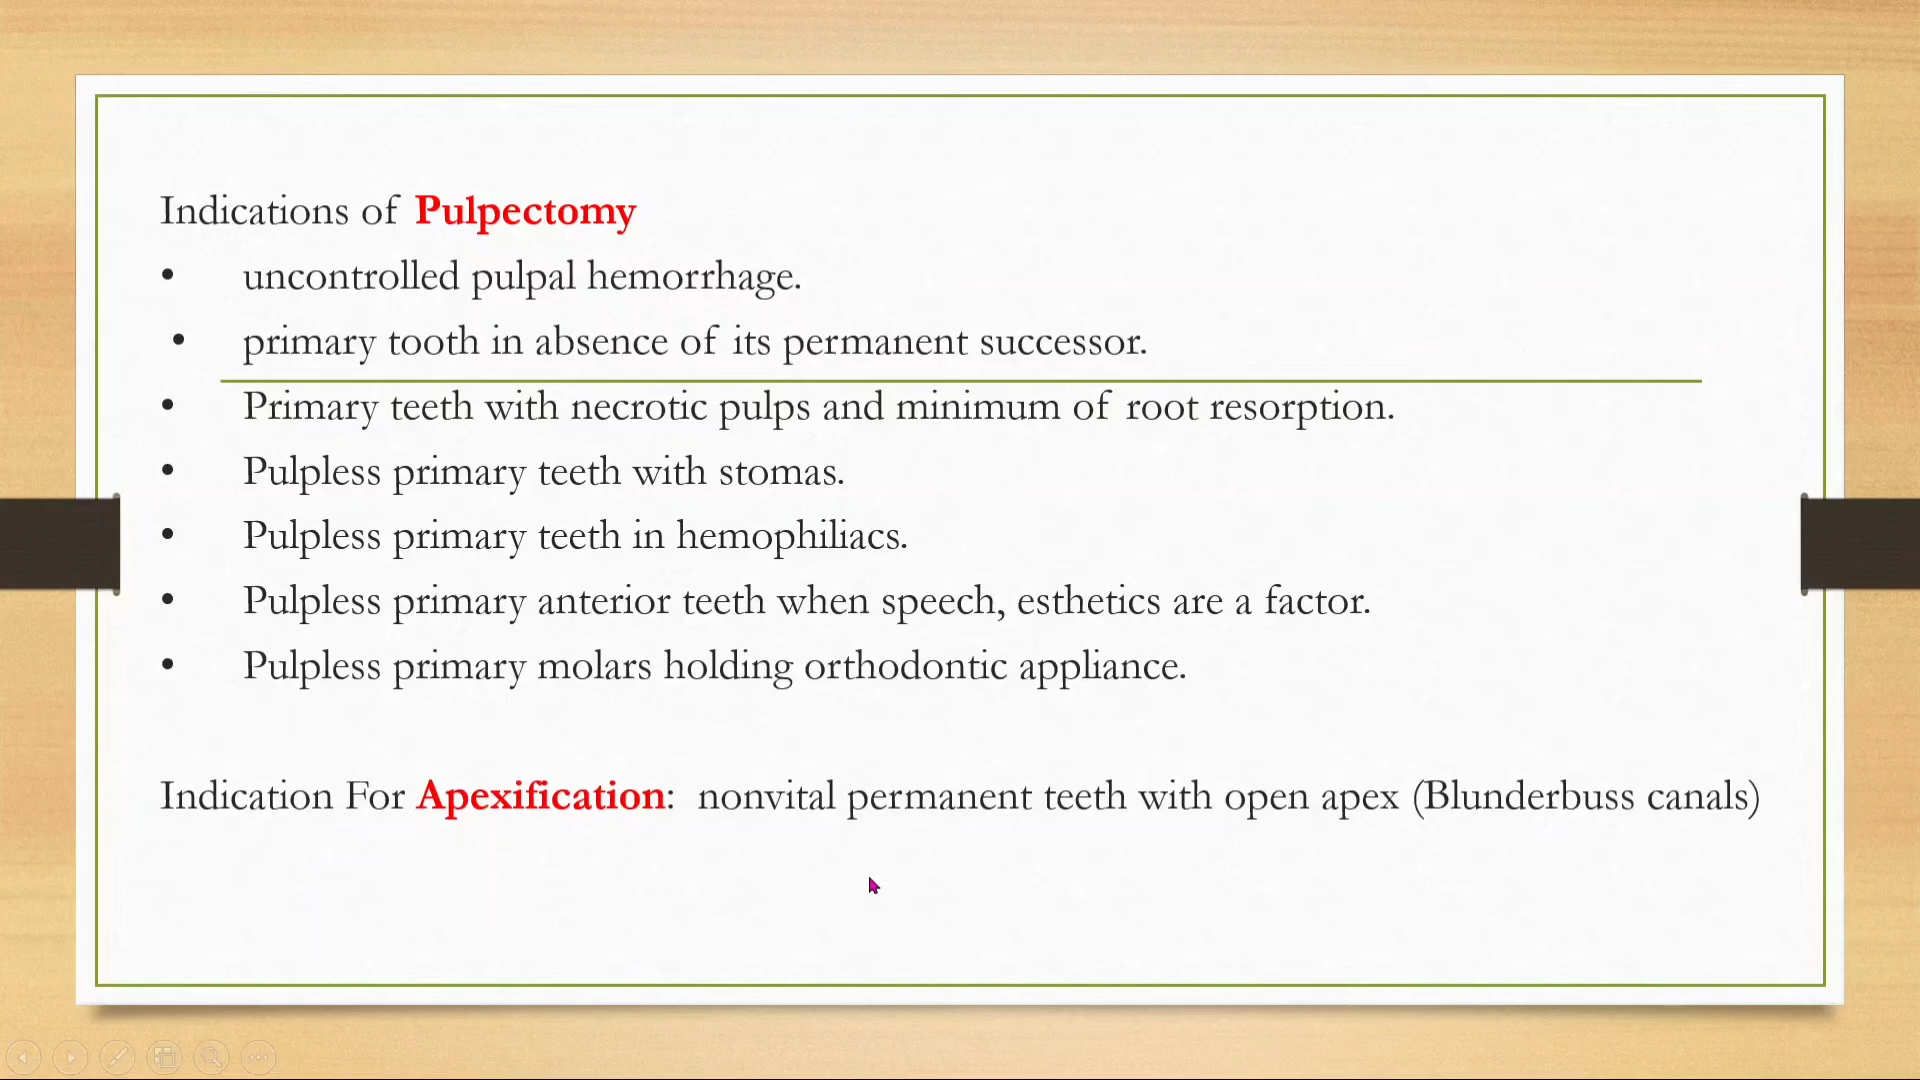 Indications of Pulpectomy
• uncontrolled pulpal hemorrhage.
• primary tooth in absence of its permanent successor.
• Primary teeth with necrotic pulps and minimum of root resorption.
• Pulpless primary teeth with stomas.
• Pulpless primary teeth in hemophiliacs.
• Pulpless primary anterior teeth when speech, esthetics are a factor.
• Pulpless primary molars holding orthodontic appliance.
Indication For Apexification: nonvital permanent teeth with open apex (Blunderbuss canals)